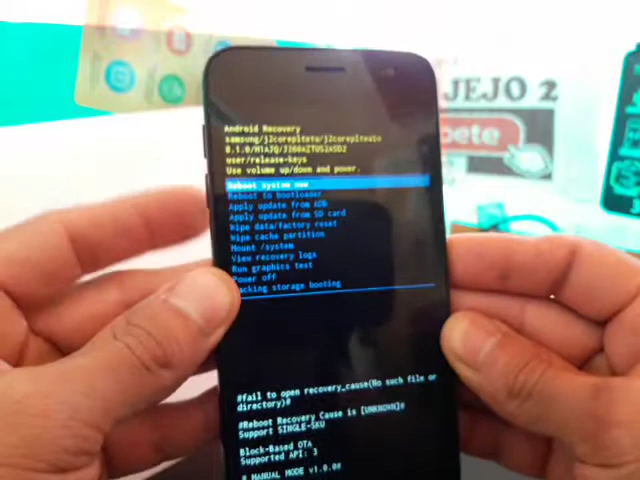 JEJO 2
Android Recovery
samsung/j2corepltetu/j2corepltetu
8.1.0/M1AJQ/J260AZTUS2ASD2
user/release-keys
Use volume up/down and power.
Reboot system now
Reboot to bootloader
Apply update from ADB
Apply update from SD card
Wipe data/factory reset
Wipe cache partition
Mount /system
View recovery logs
Run graphics test
Power off
acking storage booting
#fail to open recovery_cause(No such file or
directory)#
#Reboot Recovery Cause is [UNKNOWN]#
Support SINGLE-SKU
Block-Based OTA
Supported API: 3
# MANUAL MODE v1.0.0#